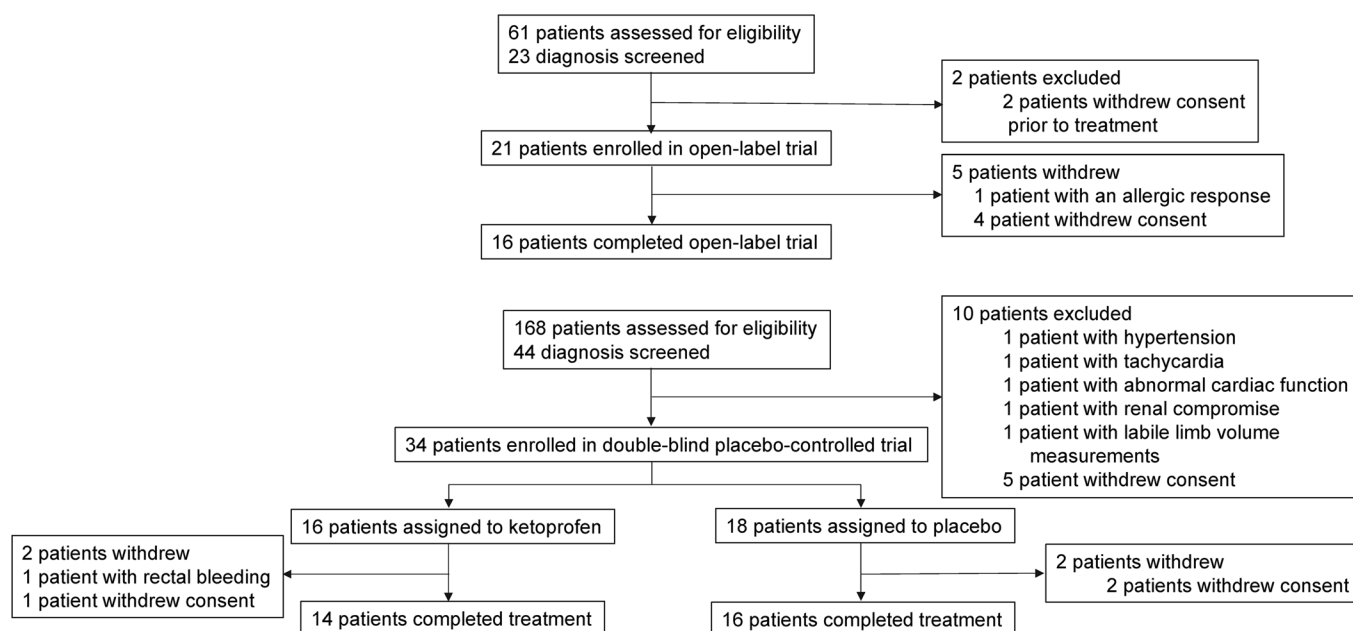 61 patients assessed for eligibility
23 diagnosis screened
2 patients excluded
2 patients withdrew consent
prior to treatment
21 patients enrolled in open-label trial
5 patients withdrew
1 patient with an allergic response
4 patient withdrew consent
16 patients completed open-label trial
168 patients assessed for eligibility
44 diagnosis screened
10 patients excluded
1 patient with hypertension
1 patient with tachycardia
1 patient with abnormal cardiac function
1 patient with renal compromise
1 patient with labile limb volume
measurements
5 patient withdrew consent
34 patients enrolled in double-blind placebo-controlled trial
16 patients assigned to ketoprofen
18 patients assigned to placebo
2 patients withdrew
1 patient with rectal bleeding
1 patient withdrew consent
2 patients withdrew
2 patients withdrew consent
14 patients completed treatment
16 patients completed treatment